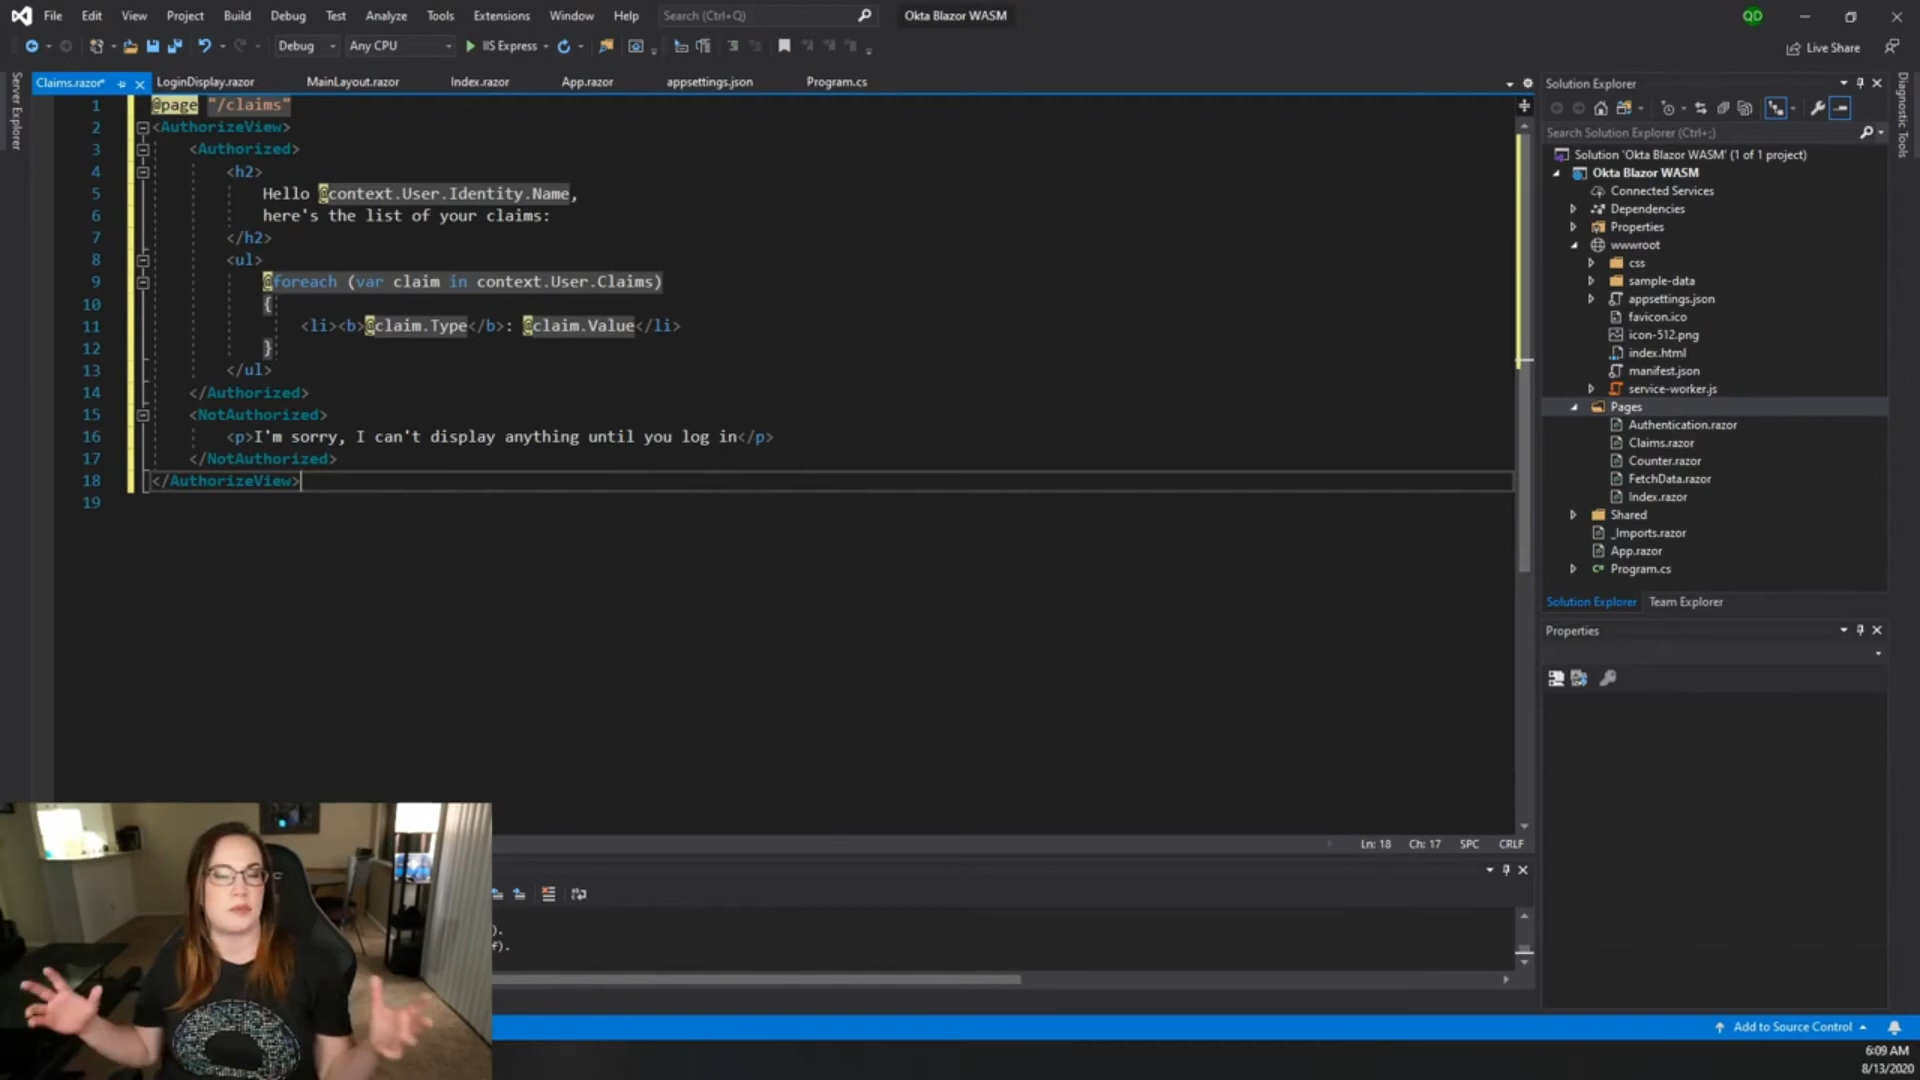 File Edit View Project Build Debug Test Analyze Tools Extensions Window Help Search (Ctrl+Q) Okta Blazor WASM QD
Debug Any CPU IIS Express Live Share
Server Explorer
Claims.razor* LoginDisplay.razor MainLayout.razor Index.razor App.razor appsettings.json Program.cs
1 @page "/claims"
2 <AuthorizeView>
3 <Authorized>
4 <h2>
5 Hello @context.User.Identity.Name,
6 here's the list of your claims:
7 </h2>
8 <ul>
9 @foreach (var claim in context.User.Claims)
10 {
11 <li><b>@claim.Type</b>: @claim.Value</li>
12 }
13 </ul>
14 </Authorized>
15 <NotAuthorized>
16 <p>I'm sorry, I can't display anything until you log in</p>
17 </NotAuthorized>
18 </AuthorizeView>
19
Ln: 18 Ch: 17 SPC CRLF
).
f).
Solution Explorer
Search Solution Explorer (Ctrl+;)
Solution 'Okta Blazor WASM' (1 of 1 project)
Okta Blazor WASM
Connected Services
Dependencies
Properties
wwwroot
css
sample-data
appsettings.json
favicon.ico
icon-512.png
index.html
manifest.json
service-worker.js
Pages
Authentication.razor
Claims.razor
Counter.razor
FetchData.razor
Index.razor
Shared
_Imports.razor
App.razor
Program.cs
Solution Explorer Team Explorer
Properties
Diagnostic Tools
Add to Source Control
6:09 AM
8/13/2020